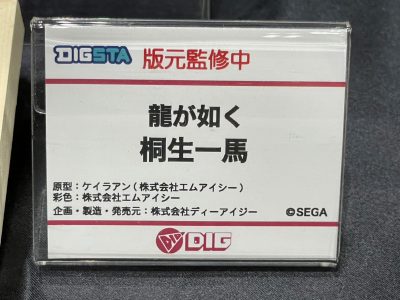 DIGSTA 版元監修中
龍が如く
桐生一馬
原型：ケイラアン（株式会社エムアイシー）
彩色：株式会社エムアイシー
企画・製造・発売元：株式会社ディーアイジー
©SEGA
DIG